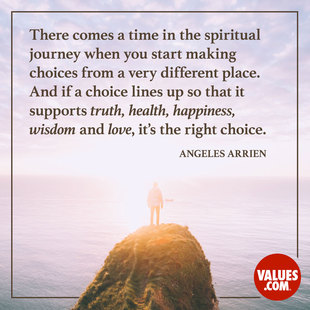 There comes a time in the spiritual
journey when you start making
choices from a very different place.
And if a choice lines up so that it
supports truth, health, happiness,
wisdom and love, it's the right choice.
ANGELES ARRIEN
VALUES
.COM